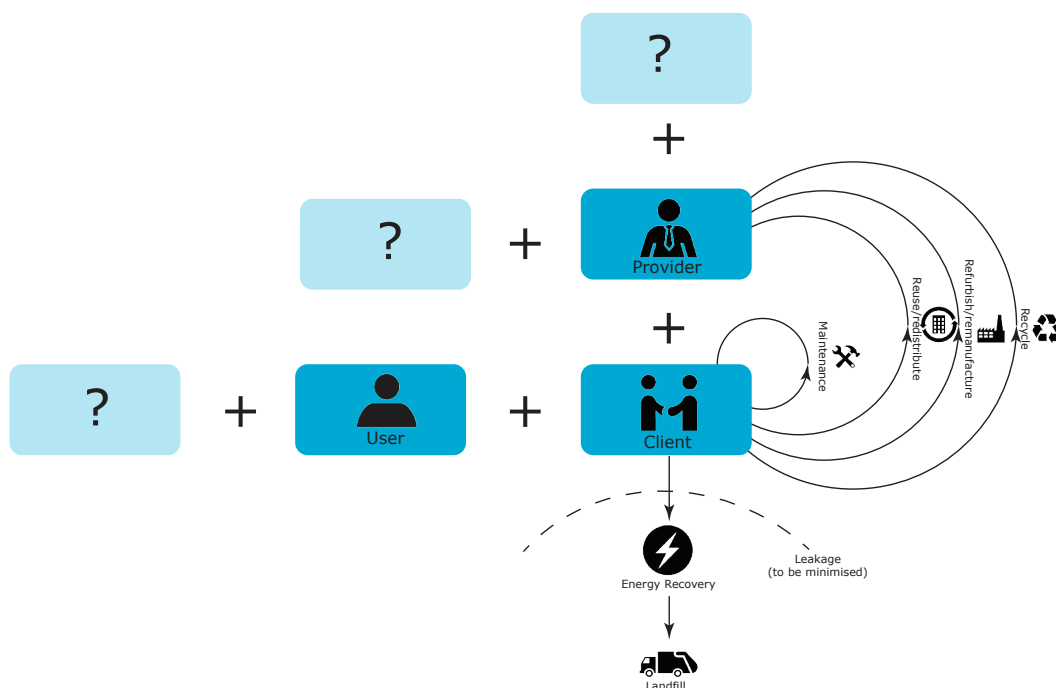 ?
+
?
+
Provider
+
?
+
User
+
Client
Maintenance
Reuse/redistribute
Refurbish/remanufacture
Recycle
Leakage
(to be minimised)
Energy Recovery
Landfill